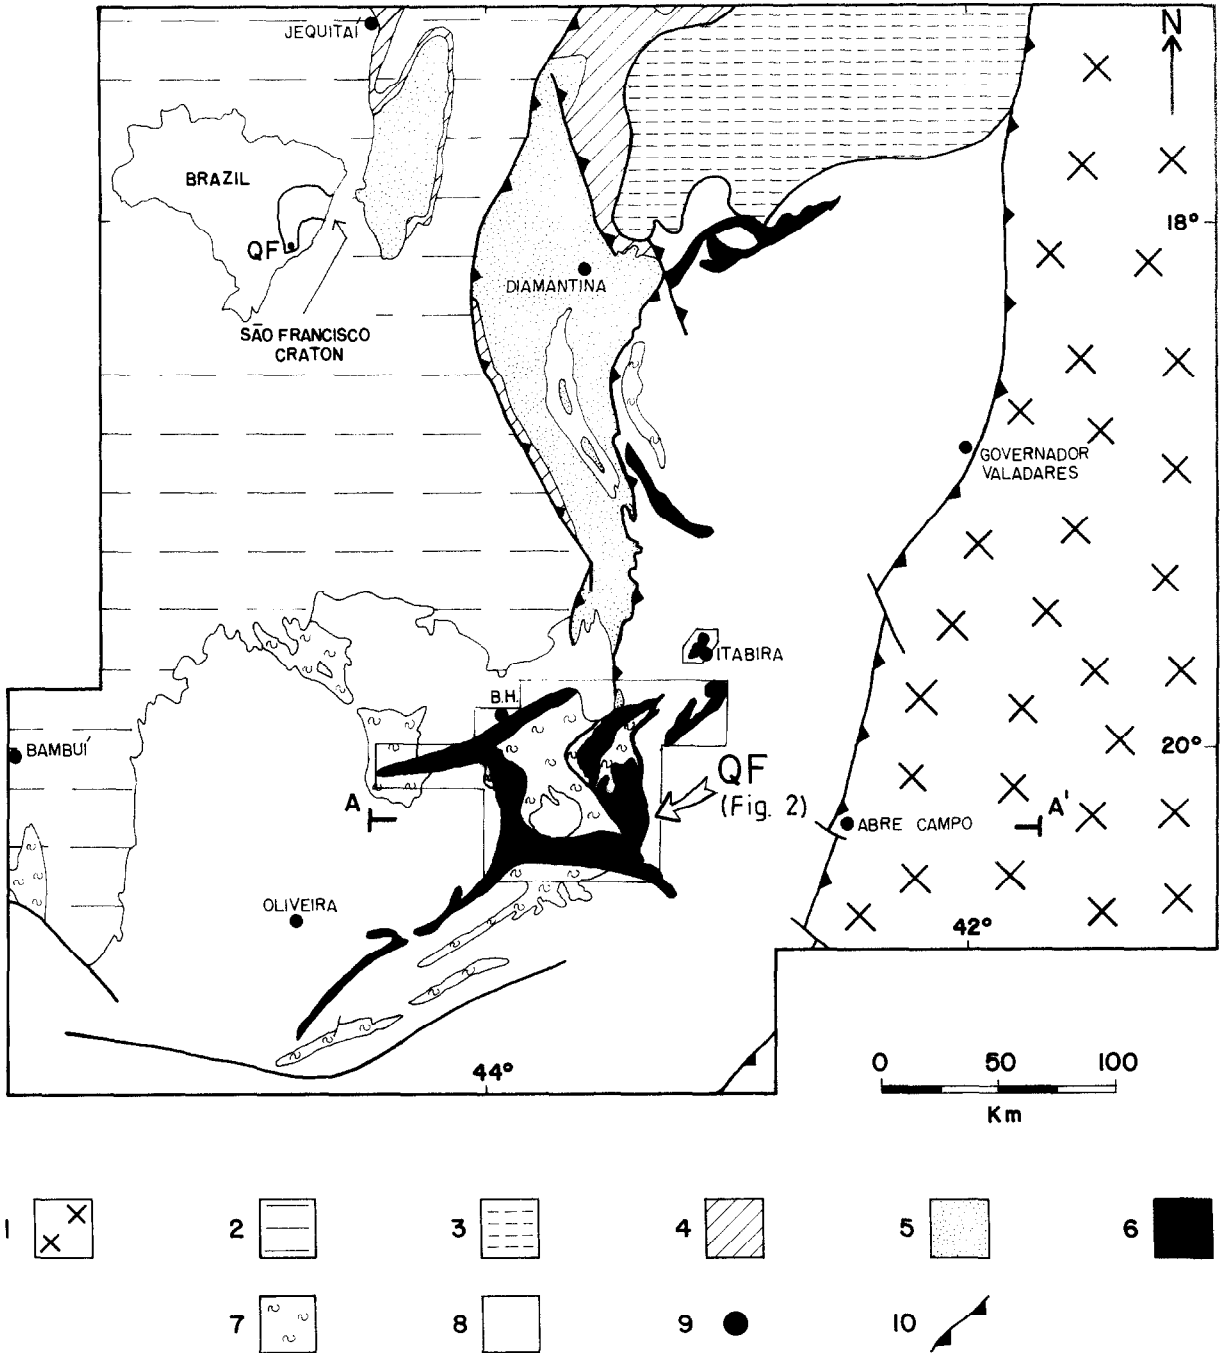 JEQUITAÍ
N
BRAZIL
18°
QF
DIAMANTINA
SÃO FRANCISCO
CRATON
GOVERNADOR
VALADARES
ITABIRA
B.H.
BAMBUÍ
20°
QF
(Fig. 2)
A
A'
ABRE CAMPO
OLIVEIRA
42°
44°
0 50 100
Km
1 2 3 4 5 6
7 8 9 10